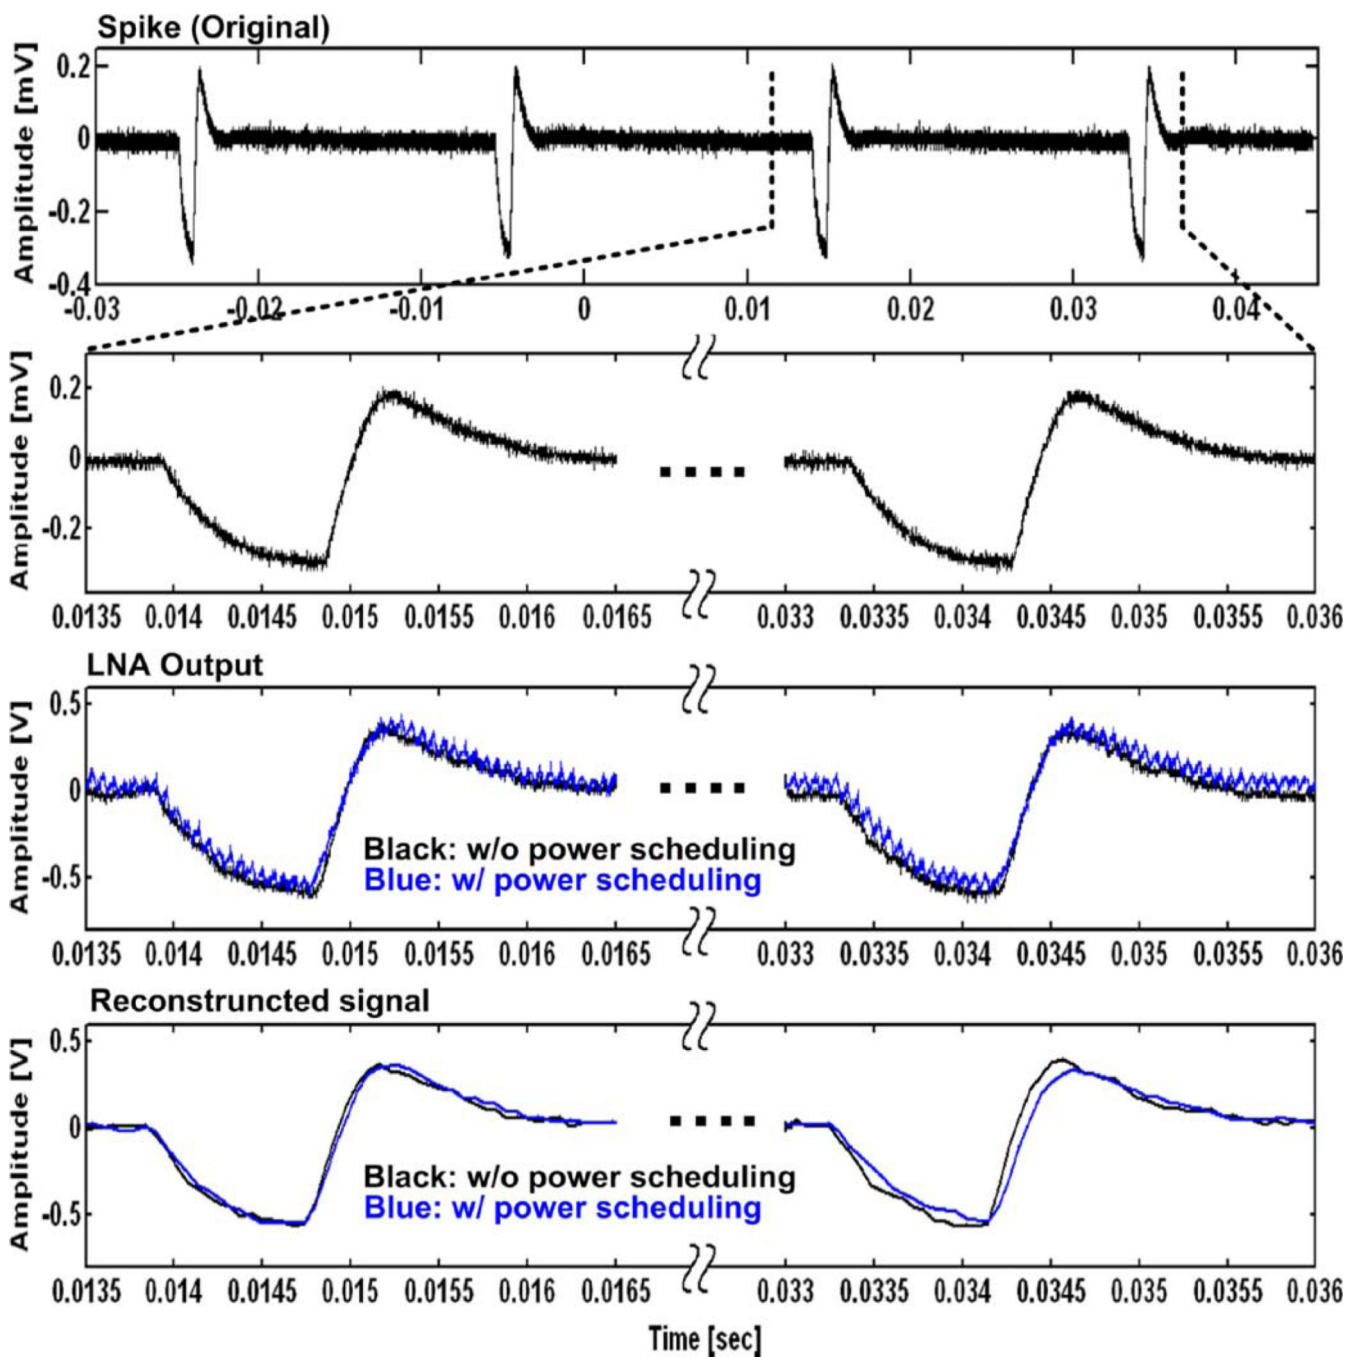 Spike (Original)
Amplitude [mV]
0.2
0
-0.2
-0.4
-0.03 -0.02 -0.01 0 0.01 0.02 0.03 0.04
Amplitude [mV]
0.2
0
-0.2
0.0135 0.014 0.0145 0.015 0.0155 0.016 0.0165 0.033 0.0335 0.034 0.0345 0.035 0.0355 0.036
LNA Output
Amplitude [V]
0.5
0
-0.5
Black: w/o power scheduling
Blue: w/ power scheduling
0.0135 0.014 0.0145 0.015 0.0155 0.016 0.0165 0.033 0.0335 0.034 0.0345 0.035 0.0355 0.036
Reconstruncted signal
Amplitude [V]
0.5
0
-0.5
Black: w/o power scheduling
Blue: w/ power scheduling
0.0135 0.014 0.0145 0.015 0.0155 0.016 0.0165 0.033 0.0335 0.034 0.0345 0.035 0.0355 0.036
Time [sec]